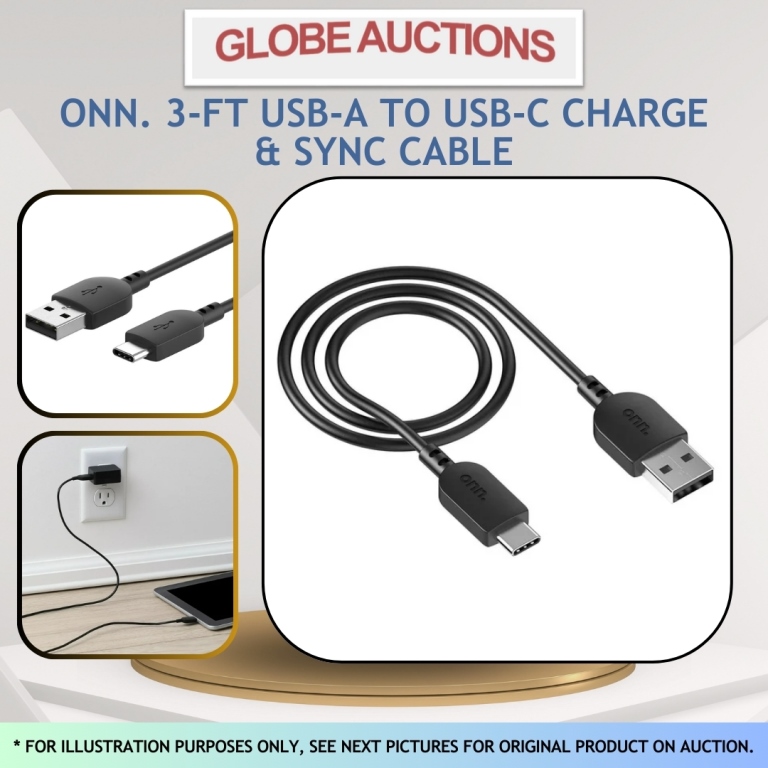 GLOBE AUCTIONS
ONN. 3-FT USB-A TO USB-C CHARGE
& SYNC CABLE
onn.
onn.
* FOR ILLUSTRATION PURPOSES ONLY, SEE NEXT PICTURES FOR ORIGINAL PRODUCT ON AUCTION.